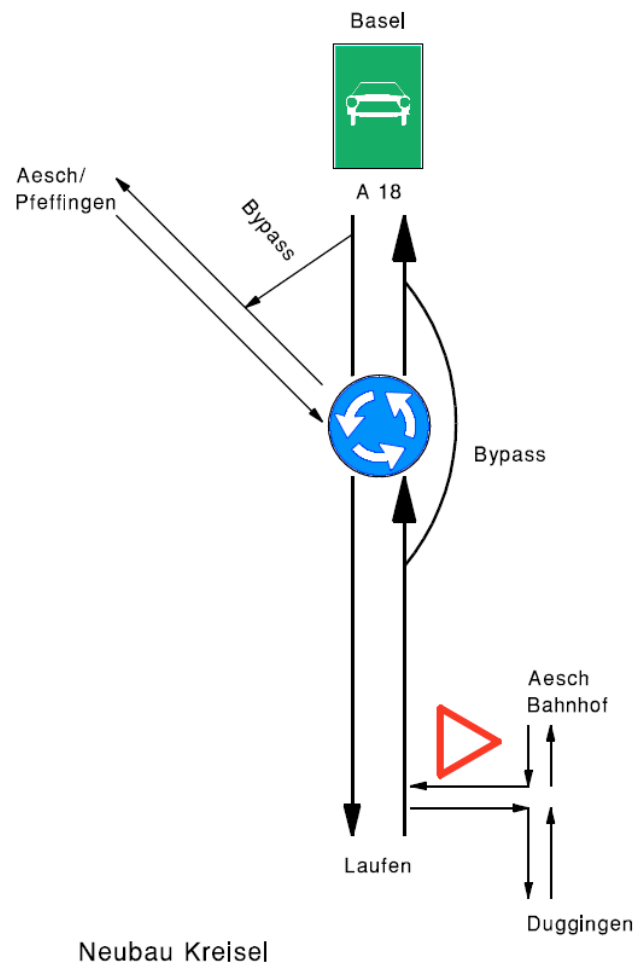 Basel
A 18
Aesch/
Pfeffingen
Bypass
Bypass
Aesch
Bahnhof
Laufen
Duggingen
Neubau Kreisel